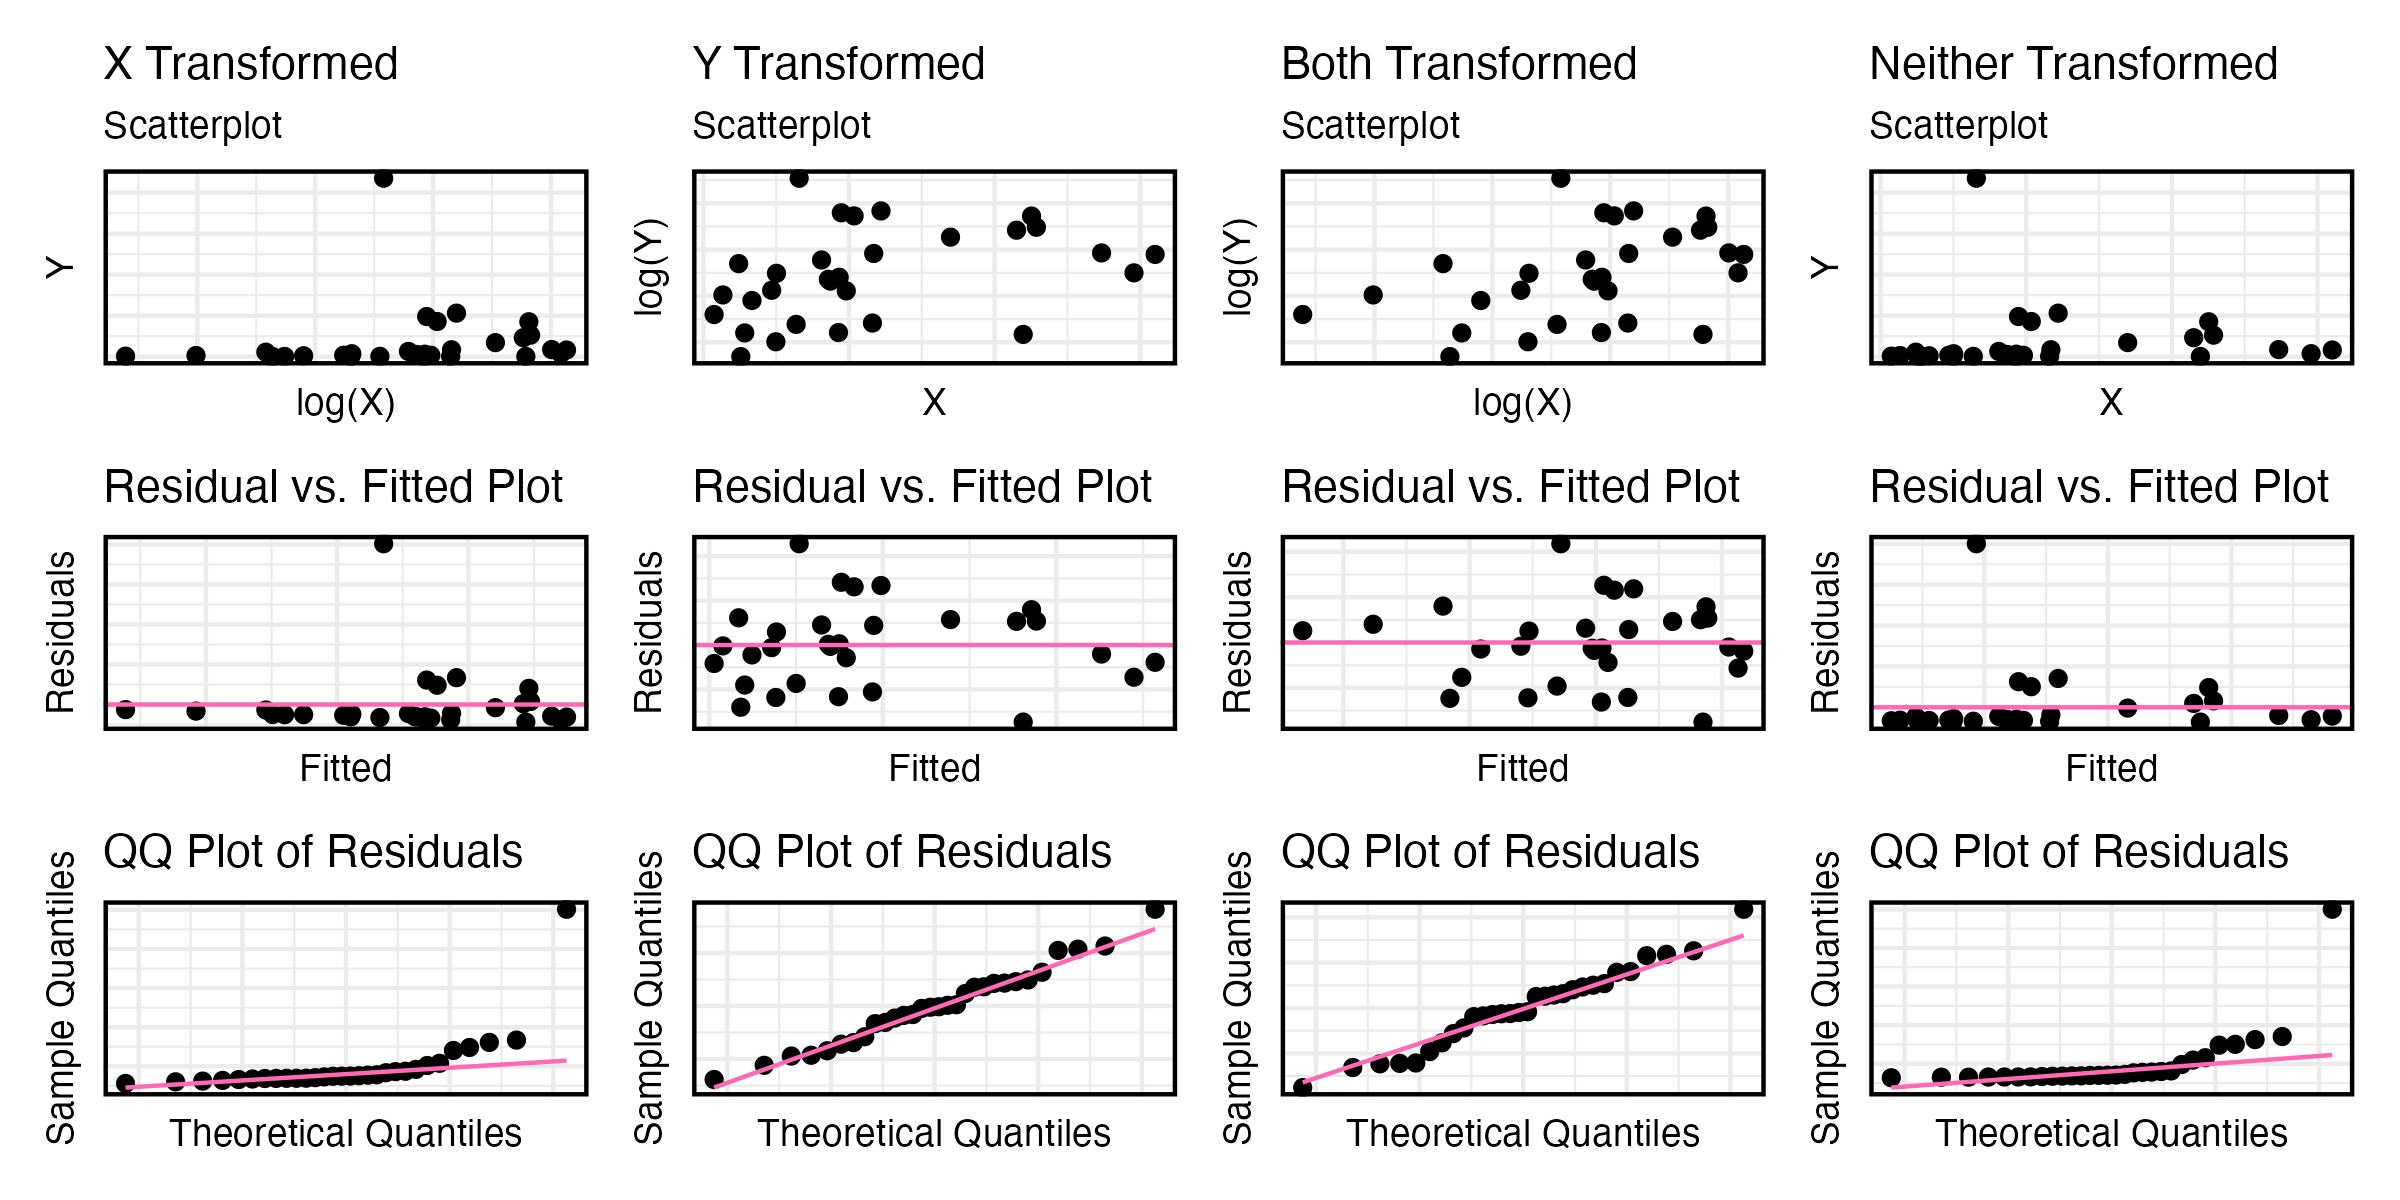 X Transformed
Y Transformed
Both Transformed
Neither Transformed
Scatterplot
Scatterplot
Scatterplot
Scatterplot
Y
log(Y)
log(Y)
Y
log(X)
X
log(X)
X
Residual vs. Fitted Plot
Residual vs. Fitted Plot
Residual vs. Fitted Plot
Residual vs. Fitted Plot
Residuals
Residuals
Residuals
Residuals
Fitted
Fitted
Fitted
Fitted
QQ Plot of Residuals
QQ Plot of Residuals
QQ Plot of Residuals
QQ Plot of Residuals
Sample Quantiles
Sample Quantiles
Sample Quantiles
Sample Quantiles
Theoretical Quantiles
Theoretical Quantiles
Theoretical Quantiles
Theoretical Quantiles